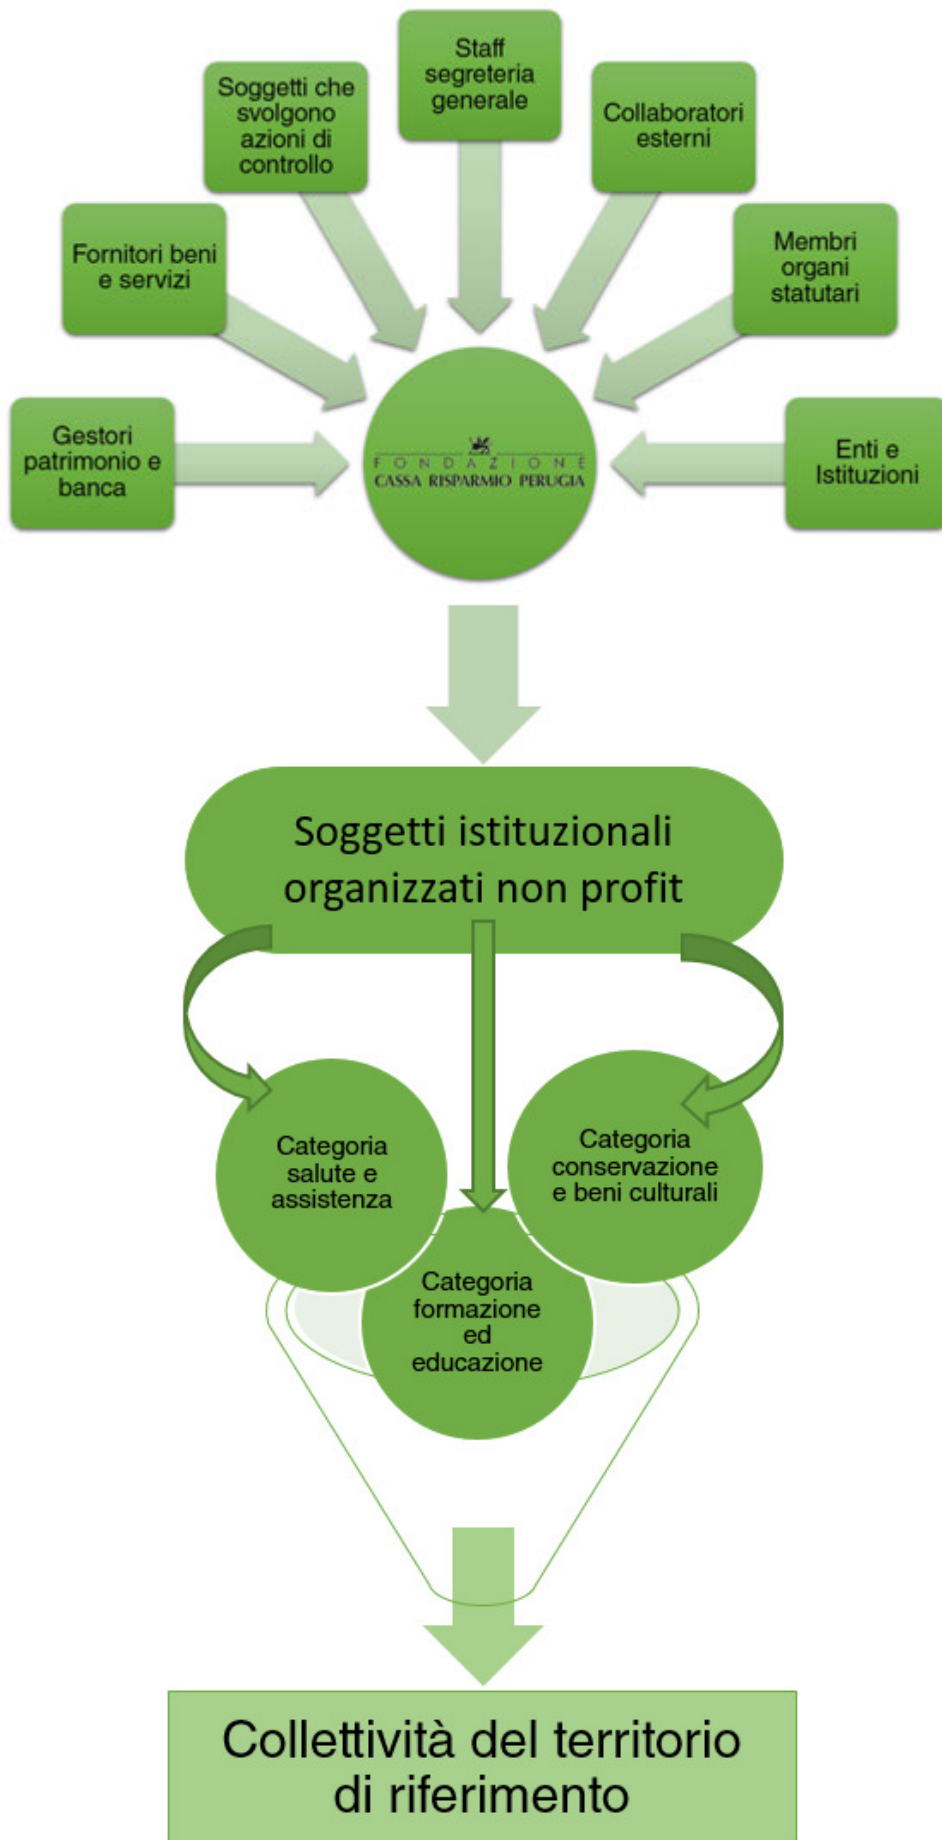 Staff
segreteria
generale
Soggetti che
svolgono
azioni di
controllo
Collaboratori
esterni
Fornitori beni
e servizi
Membri
organi
statutari
Gestori
patrimonio e
banca
FONDAZIONE
CASSA RISPARMIO PERUGIA
Enti e
Istituzioni
Soggetti istituzionali
organizzati non profit
Categoria
salute e
assistenza
Categoria
conservazione
e beni culturali
Categoria
formazione
ed
educazione
Collettività del territorio
di riferimento